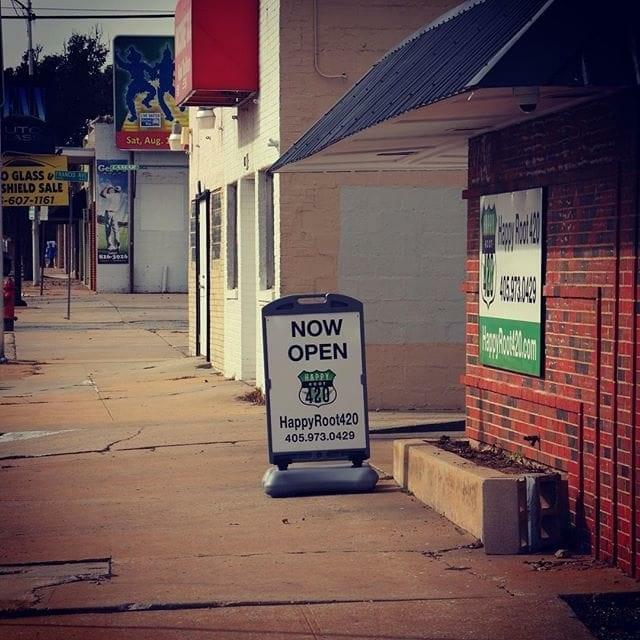 NOW
OPEN
HAPPY
ROOT
420
HappyRoot420
405.973.0429
Happy Root 420
405.973.0429
HappyRoot420.com
Sat, Aug.
O GLASS &
SHIELD SALE
-607-1161